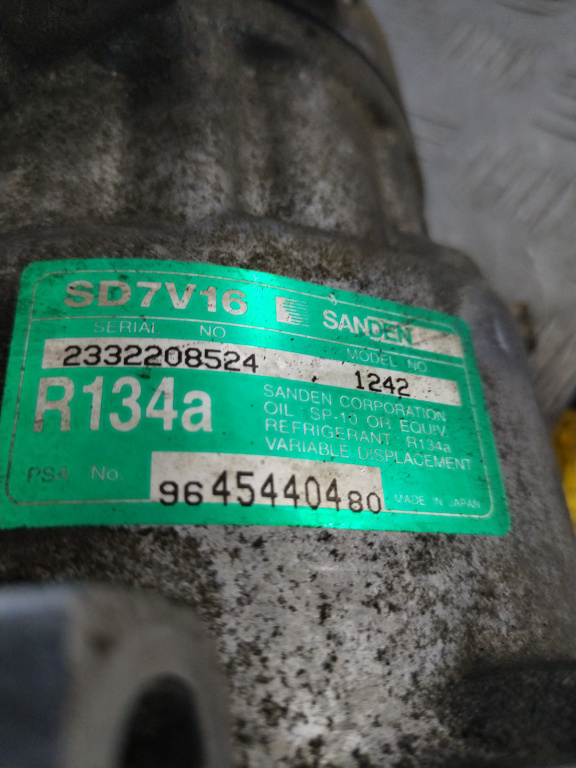 SD7V16 SANDEN
SERIAL NO MODEL NO.
2332208524 1242
R134a
SANDEN CORPORATION
OIL SP-10 OR EQUIV.
REFRIGERANT R134a
VARIABLE DISPLACEMENT
No. 9645440480 MADE IN JAPAN